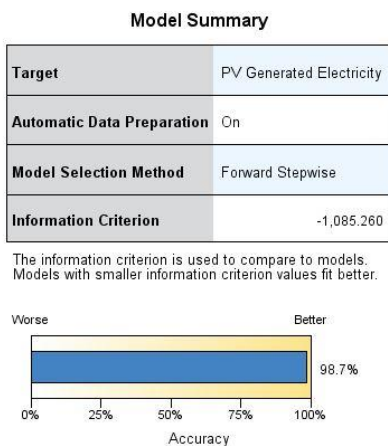 Model Summary
Target PV Generated Electricity
Automatic Data Preparation On
Model Selection Method Forward Stepwise
Information Criterion -1,085.260
The information criterion is used to compare to models.
Models with smaller information criterion values fit better.
Worse Better
98.7%
0% 25% 50% 75% 100%
Accuracy